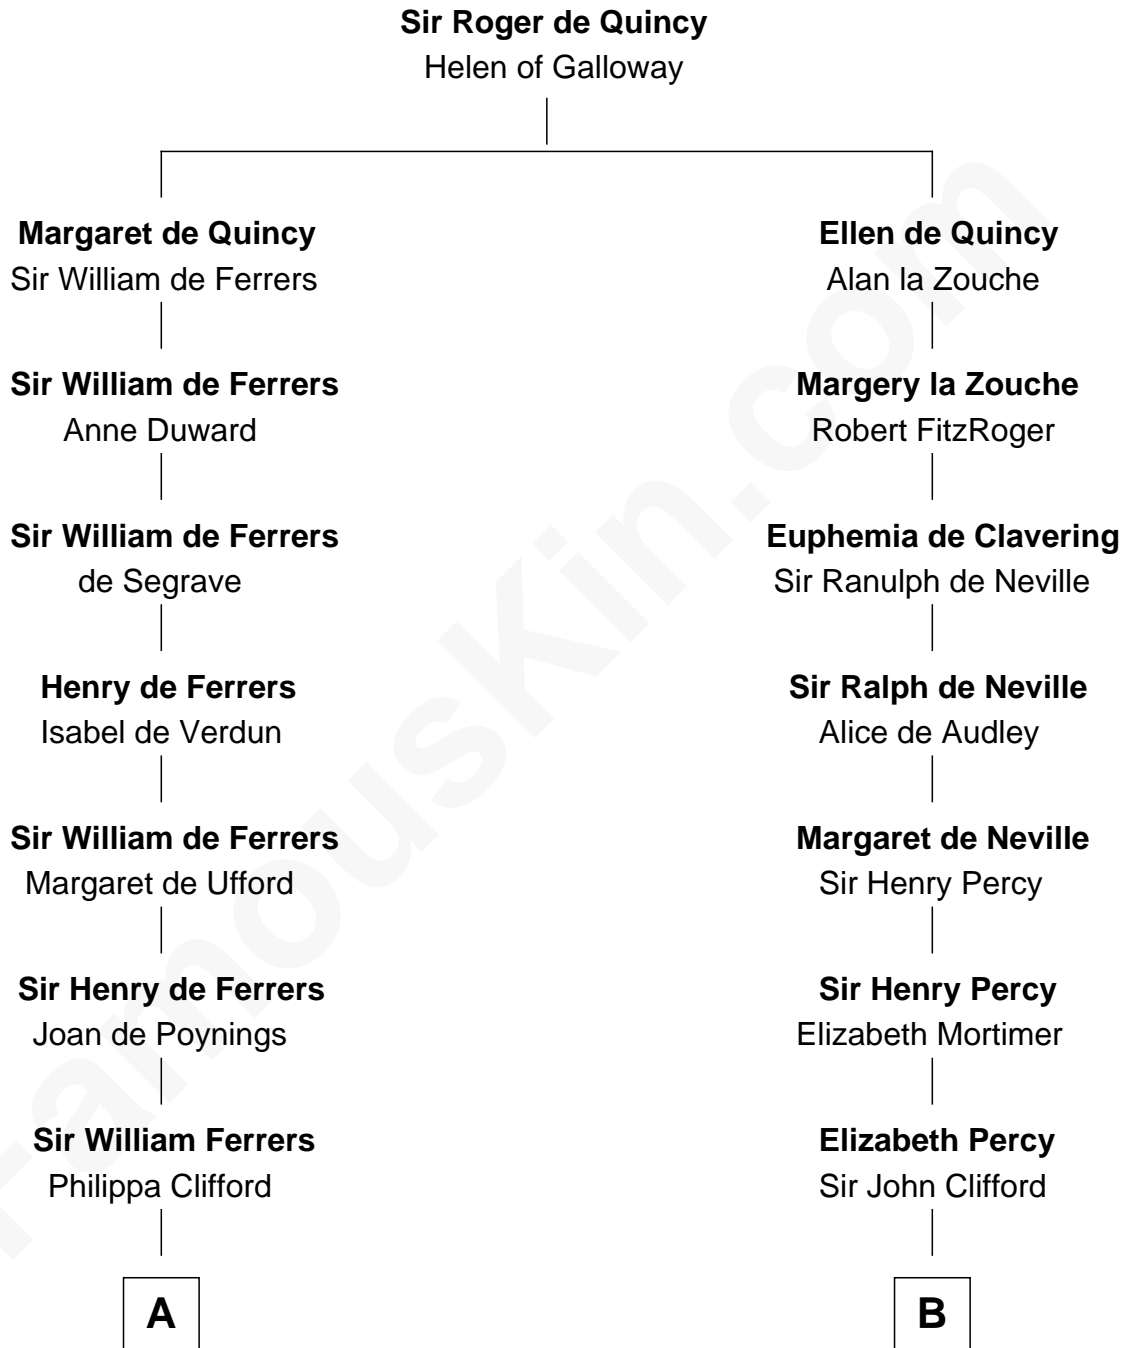 Sir Roger de Quincy
Helen of Galloway
Margaret de Quincy
Sir William de Ferrers
Ellen de Quincy
Alan la Zouche
Sir William de Ferrers
Anne Duward
Margery la Zouche
Robert FitzRoger
Sir William de Ferrers
de Segrave
Euphemia de Clavering
Sir Ranulph de Neville
Henry de Ferrers
Isabel de Verdun
Sir Ralph de Neville
Alice de Audley
Sir William de Ferrers
Margaret de Ufford
Margaret de Neville
Sir Henry Percy
Sir Henry de Ferrers
Joan de Poynings
Sir Henry Percy
Elizabeth Mortimer
Sir William Ferrers
Philippa Clifford
Elizabeth Percy
Sir John Clifford
A
B
FamousKin.com